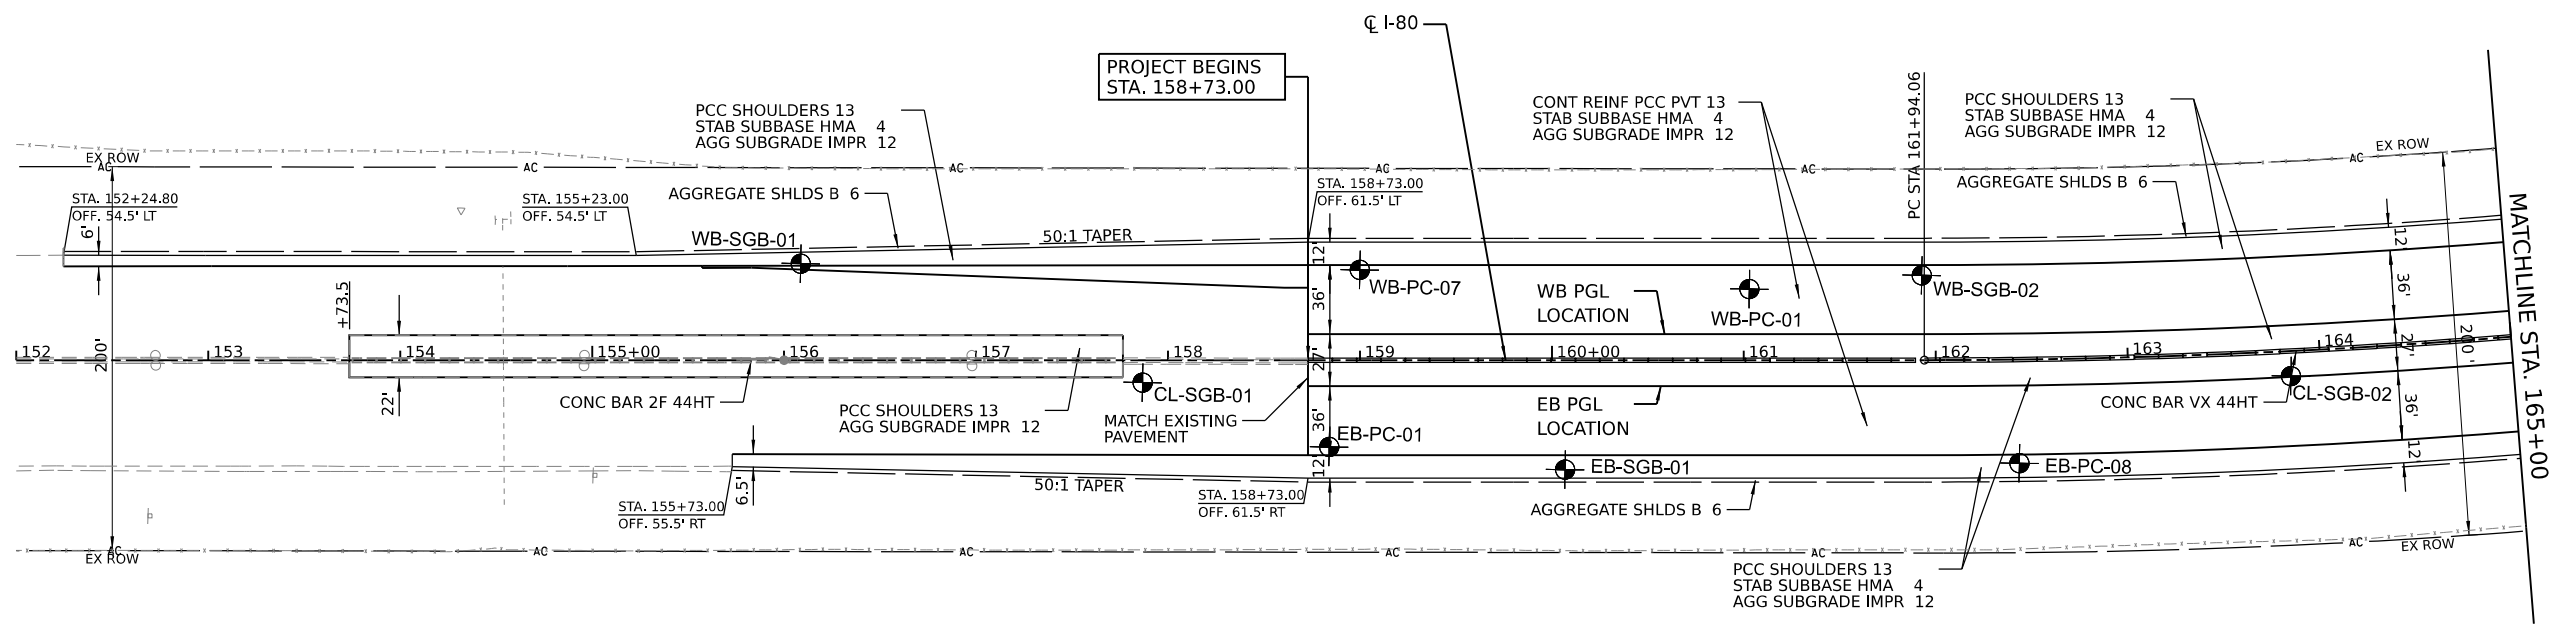 ℄ I-80
PROJECT BEGINS
STA. 158+73.00
PCC SHOULDERS 13
STAB SUBBASE HMA 4
AGG SUBGRADE IMPR 12
CONT REINF PCC PVT 13
STAB SUBBASE HMA 4
AGG SUBGRADE IMPR 12
PC STA 161+94.06
PCC SHOULDERS 13
STAB SUBBASE HMA 4
AGG SUBGRADE IMPR 12
EX ROW
AC
AC
AC
AC
AC
AC
EX ROW
STA. 152+24.80
OFF. 54.5' LT
STA. 155+23.00
OFF. 54.5' LT
AGGREGATE SHLDS B 6
STA. 158+73.00
OFF. 61.5' LT
AGGREGATE SHLDS B 6
6'
WB-SGB-01
50:1 TAPER
12'
12
MATCHLINE STA. 165+00
+73.5
36'
WB-PC-07
WB PGL
LOCATION
WB-PC-01
WB-SGB-02
36'
200'
152
153
154
155+00
156
157
158
27'
159
160+00
161
162
163
164
27'
200 '
22'
CONC BAR 2F 44HT
PCC SHOULDERS 13
AGG SUBGRADE IMPR 12
CL-SGB-01
MATCH EXISTING
PAVEMENT
36'
EB PGL
LOCATION
CONC BAR VX 44HT
CL-SGB-02
36'
EB-PC-01
12'
EB-SGB-01
EB-PC-08
12'
6.5'
50:1 TAPER
STA. 155+73.00
OFF. 55.5' RT
STA. 158+73.00
OFF. 61.5' RT
AGGREGATE SHLDS B 6
AC
EX ROW
AC
AC
AC
AC
AC
EX ROW
PCC SHOULDERS 13
STAB SUBBASE HMA 4
AGG SUBGRADE IMPR 12